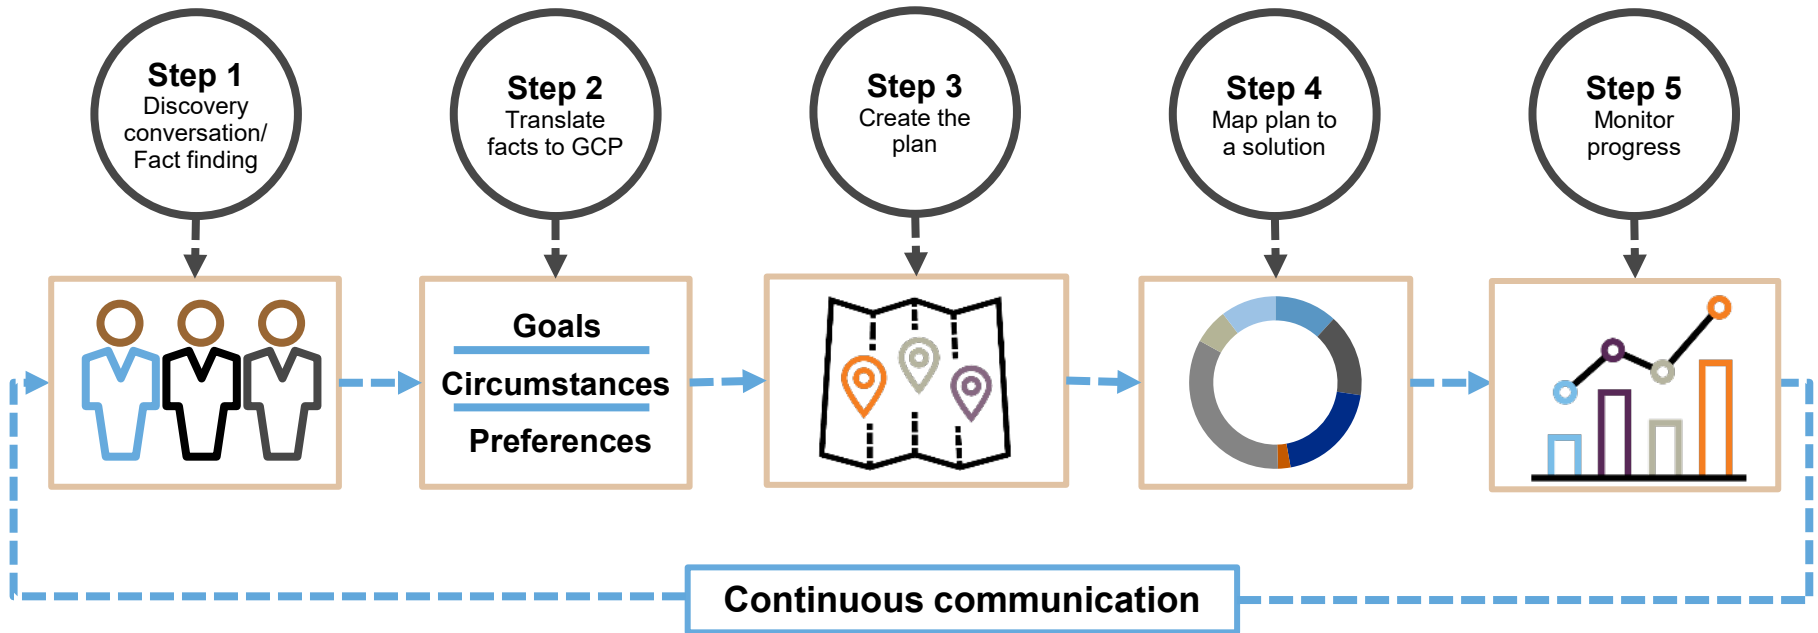 Step 1
Discovery
conversation/
Fact finding
Step 2
Translate
facts to GCP
Step 3
Create the
plan
Step 4
Map plan to
a solution
Step 5
Monitor
progress
Goals
Circumstances
Preferences
Continuous communication